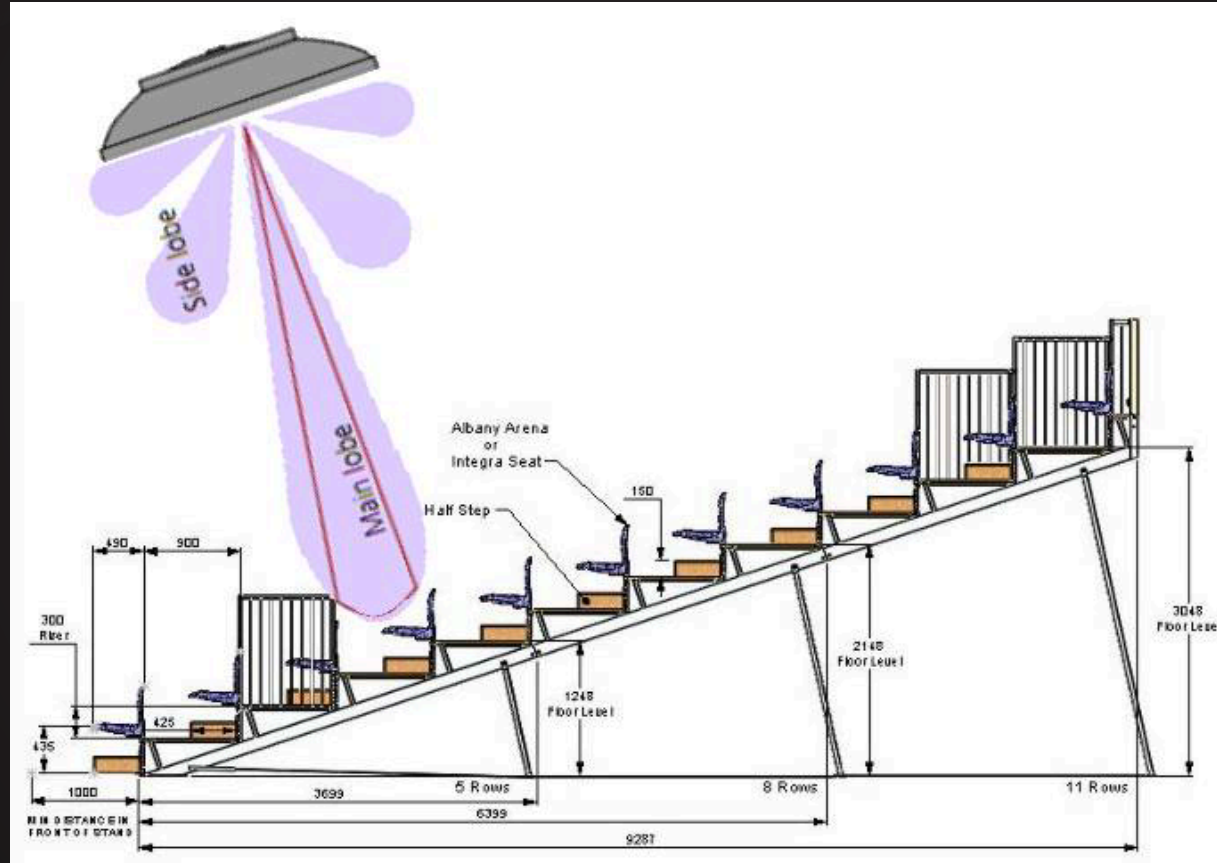 Side lobe
Main lobe
Albany Arena
or
Integra Seat
Half Step
150
490
900
300
Riser
425
435
1000
MIN DISTANCE IN
FRONT OF STAND
3699
6399
9287
5 Rows
8 Rows
11 Rows
1248
Floor Level
2148
Floor Level
3048
Floor Level